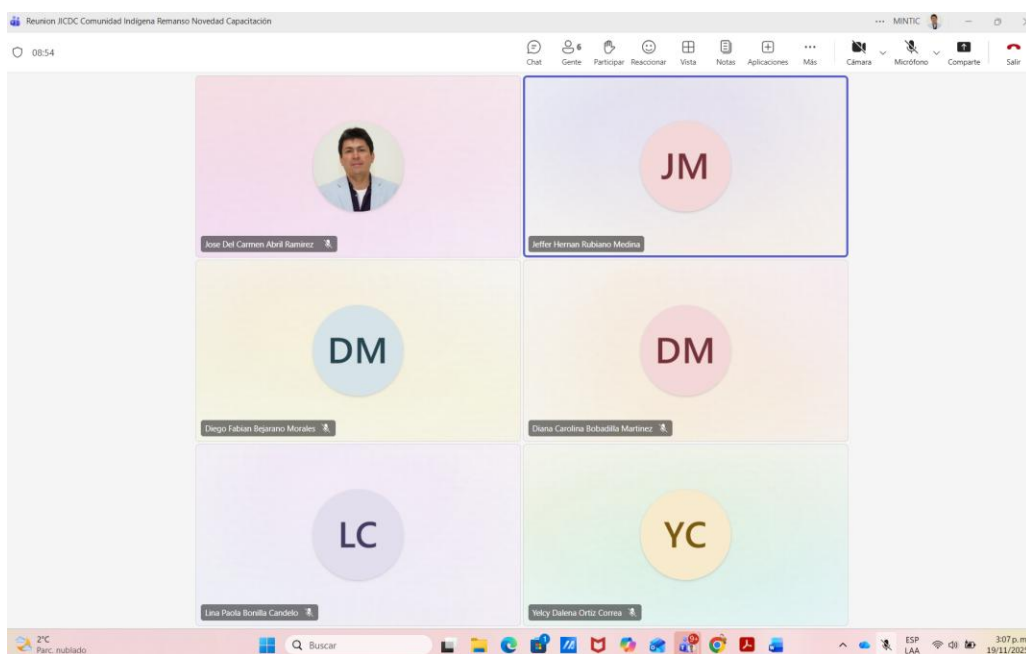 Reunion JICDC Comunidad Indígena Remanso Novedad Capacitación
MINTIC
08:54
6
Chat Gente Participar Reaccionar Vista Notas Aplicaciones Más Cámara Micrófono Comparte Salir
JM
Jose Del Carmen Abril Ramirez
Jeffer Hernan Rubiano Medina
DM
DM
Diego Fabian Bejarano Morales
Diana Carolina Bobadilla Martinez
LC
YC
Lina Paola Bonilla Candelo
Yelcy Dalena Ortiz Correa
2°C
Parc. nublado
Buscar
ESP
LAA
3:07 p.m